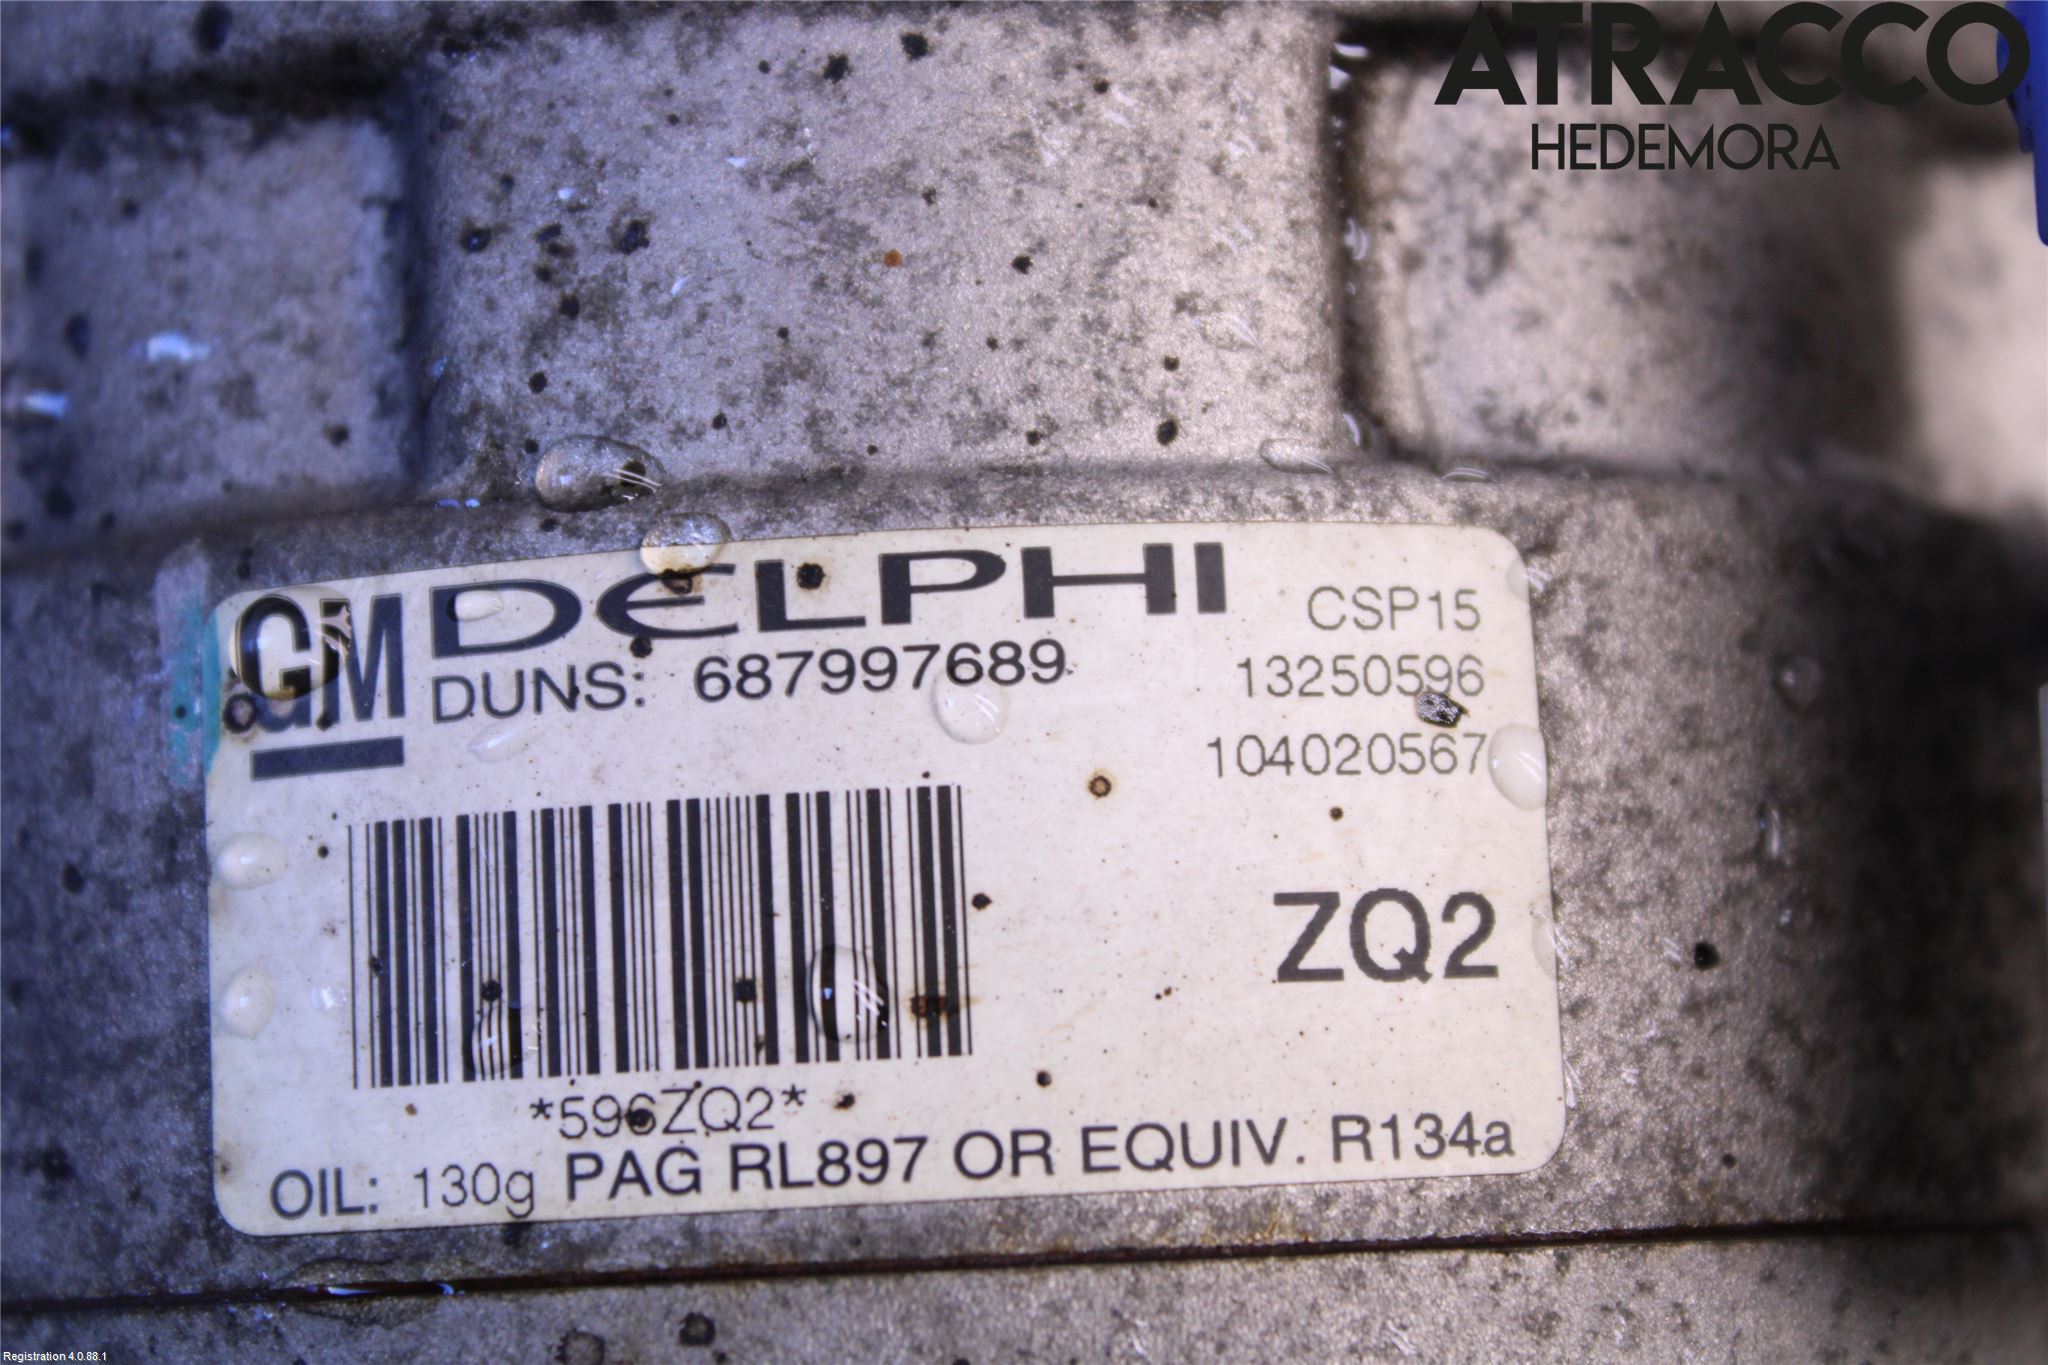 ATRACCO
HEDEMORA
GM DELPHI
DUNS: 687997689
CSP15
13250596
104020567
ZQ2
*596ZQ2*
OIL: 130g PAG RL897 OR EQUIV. R134a
Registration 4.0.88.1